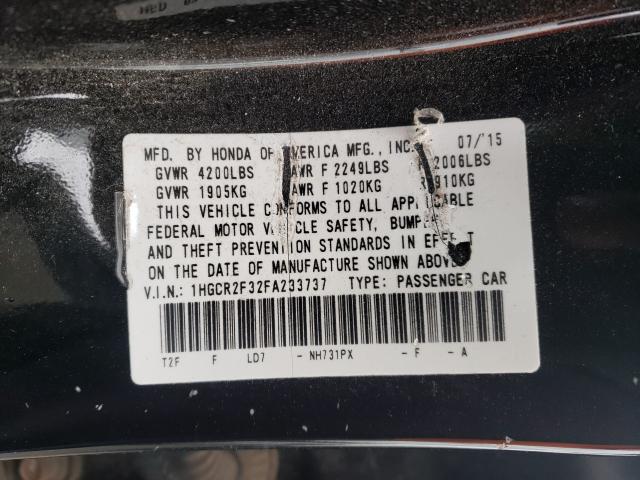 MFD. BY HONDA OF AMERICA MFG., INC. 07/'15
GVWR 4200LBS GAWR F 2249LBS 2006LBS
GVWR 1905KG GAWR F 1020KG R 910KG
THIS VEHICLE CONFORMS TO ALL APPLICABLE
FEDERAL MOTOR VEHICLE SAFETY, BUMPER
AND THEFT PREVENTION STANDARDS IN EFFECT
ON THE DATE OF MANUFACTURE SHOWN ABOVE.
V.I.N.: 1HGCR2F32FA233737 TYPE: PASSENGER CAR
T2F F LD7 - NH731PX - F - A